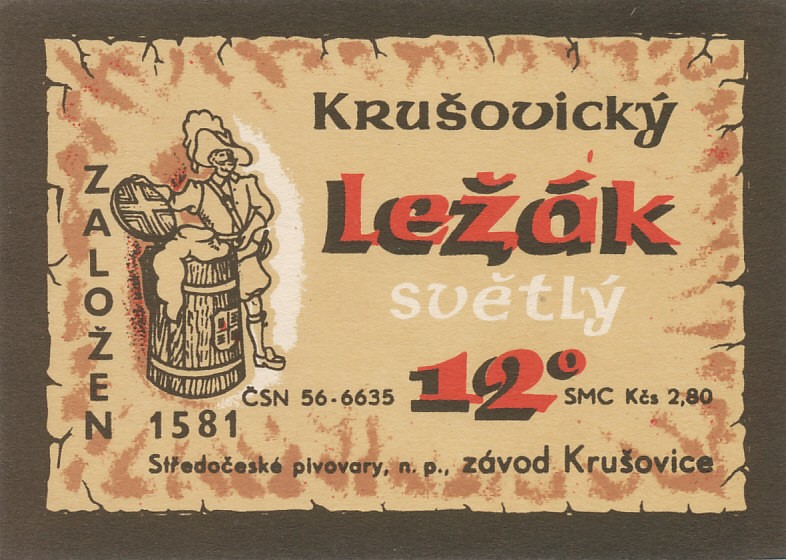 Krušovický
Ležák
světlý
12°
ZALOŽEN
1581
ČSN 56-6635
SMC Kčs 2,80
Středočeské pivovary, n. p., závod Krušovice